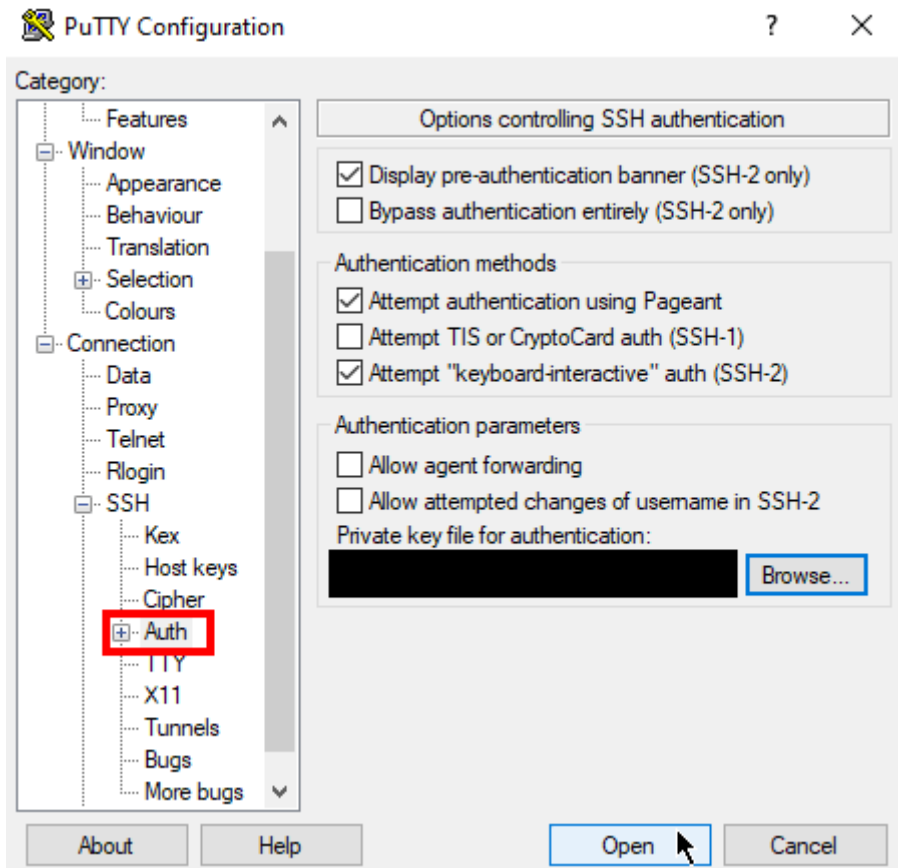 PuTTY Configuration
?
Category:
Features
Window
Appearance
Behaviour
Translation
Selection
Colours
Connection
Data
Proxy
Telnet
Rlogin
SSH
Kex
Host keys
Cipher
Auth
TTY
X11
Tunnels
Bugs
More bugs
Options controlling SSH authentication
Display pre-authentication banner (SSH-2 only)
Bypass authentication entirely (SSH-2 only)
Authentication methods
Attempt authentication using Pageant
Attempt TIS or CryptoCard auth (SSH-1)
Attempt "keyboard-interactive" auth (SSH-2)
Authentication parameters
Allow agent forwarding
Allow attempted changes of username in SSH-2
Private key file for authentication:
Browse...
About
Help
Open
Cancel